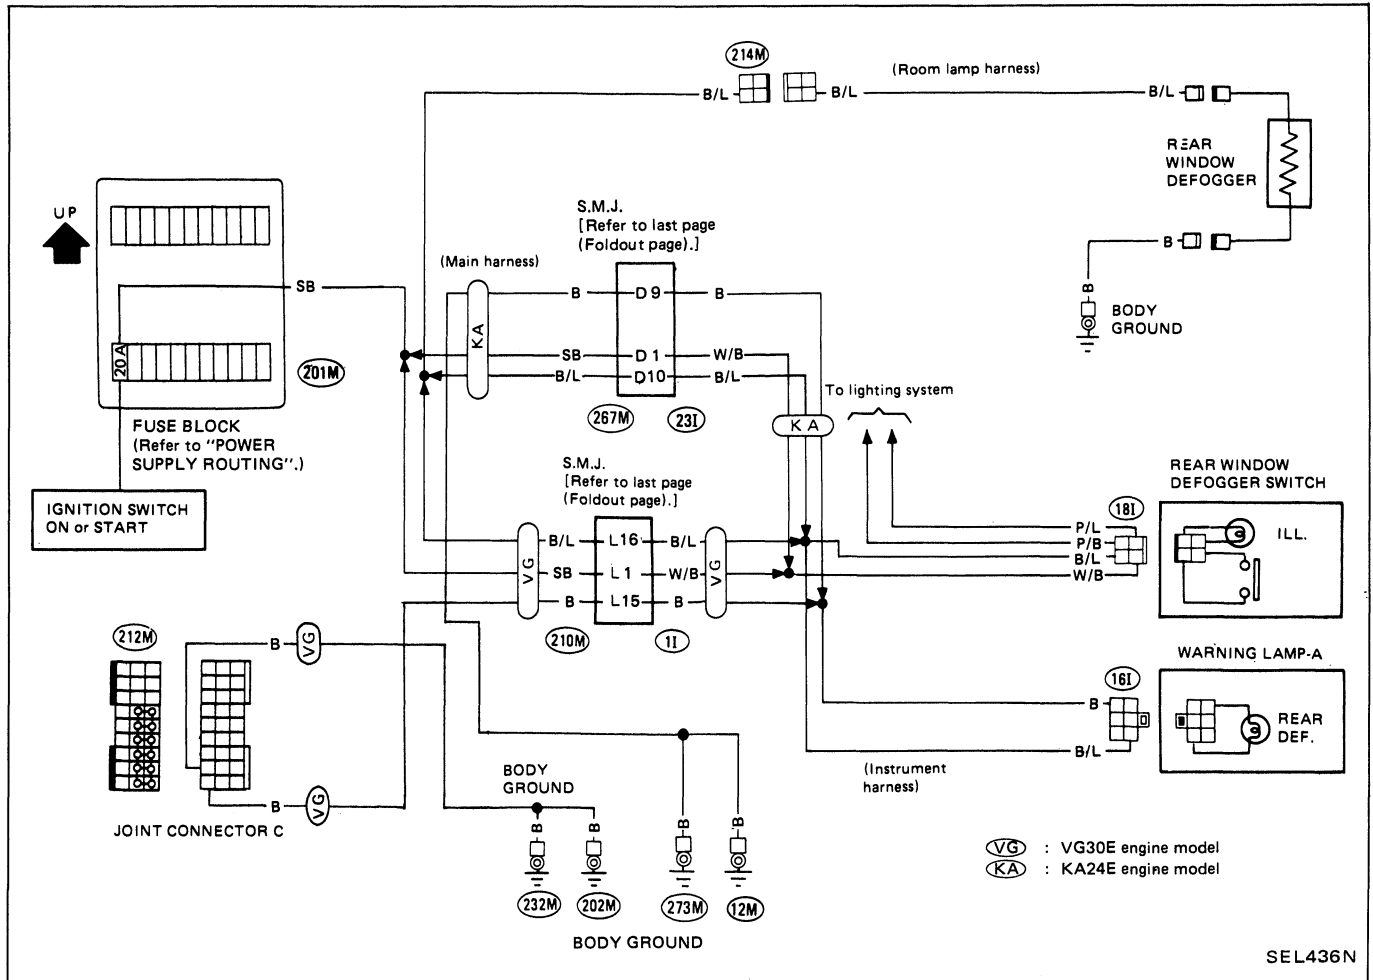 214M
(Room lamp harness)
B/L
B/L
B/L
REAR
WINDOW
DEFOGGER
UP
S.M.J.
[Refer to last page
(Foldout page).]
B
B
BODY
GROUND
(Main harness)
SB
KA
B
D9
B
SB
D1
W/B
B/L
D10
B/L
20A
201M
267M
23I
To lighting system
KA
FUSE BLOCK
(Refer to "POWER
SUPPLY ROUTING".)
IGNITION SWITCH
ON or START
S.M.J.
[Refer to last page
(Foldout page).]
REAR WINDOW
DEFOGGER SWITCH
18I
P/L
P/B
B/L
W/B
ILL.
VG
B/L
L16
B/L
VG
SB
L1
W/B
B
L15
B
210M
1I
212M
B
VG
WARNING LAMP-A
16I
B
B/L
REAR
DEF.
(Instrument
harness)
B
VG
JOINT CONNECTOR C
BODY
GROUND
B
B
B
B
232M
202M
273M
12M
BODY GROUND
VG : VG30E engine model
KA : KA24E engine model
SEL436N